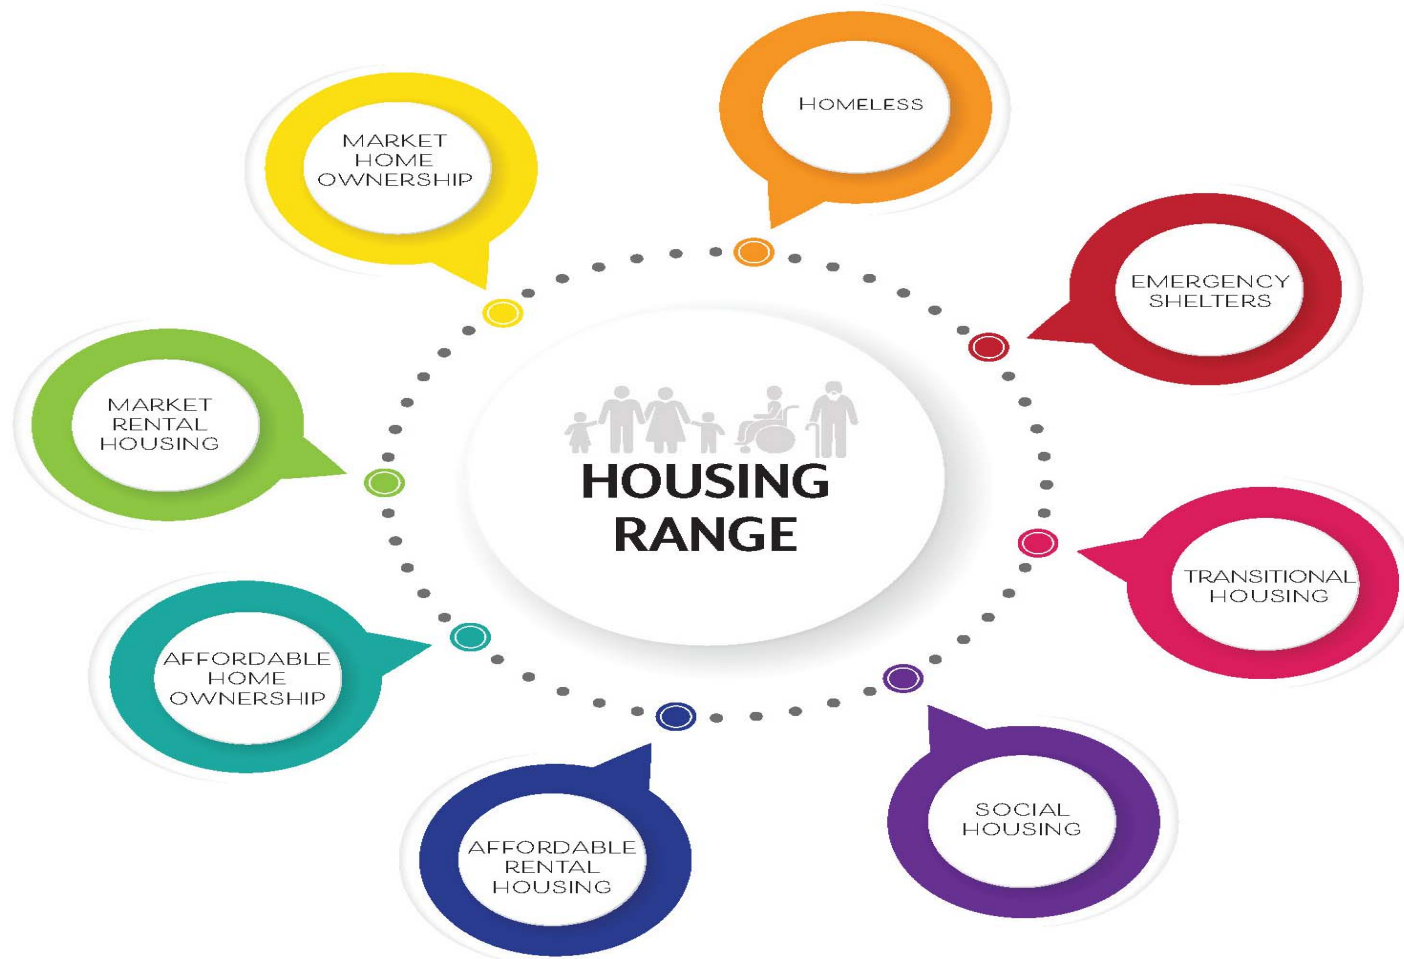 HOUSING
RANGE
HOMELESS
EMERGENCY
SHELTERS
TRANSITIONAL
HOUSING
SOCIAL
HOUSING
AFFORDABLE
RENTAL
HOUSING
AFFORDABLE
HOME
OWNERSHIP
MARKET
RENTAL
HOUSING
MARKET
HOME
OWNERSHIP